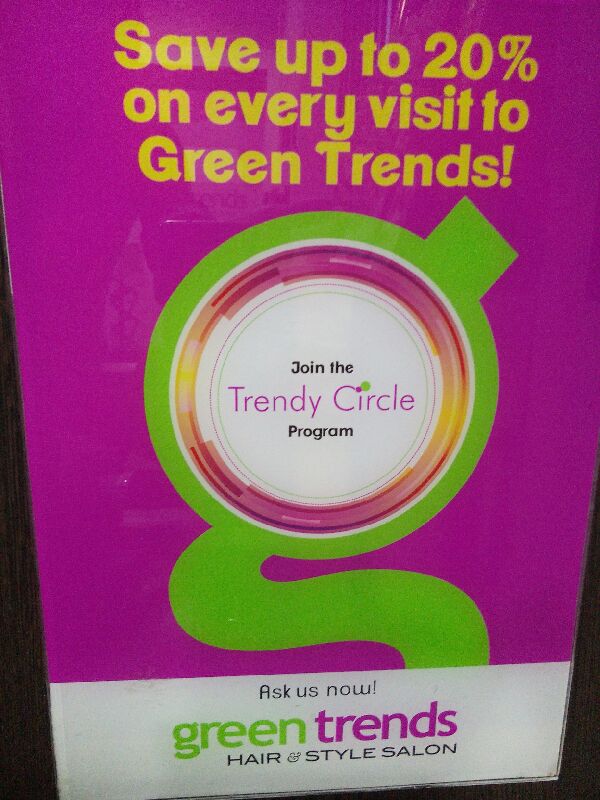 Save up to 20%
on every visit to
Green Trends!
Join the
Trendy Circle
Program
Ask us now!
green trends
HAIR & STYLE SALON